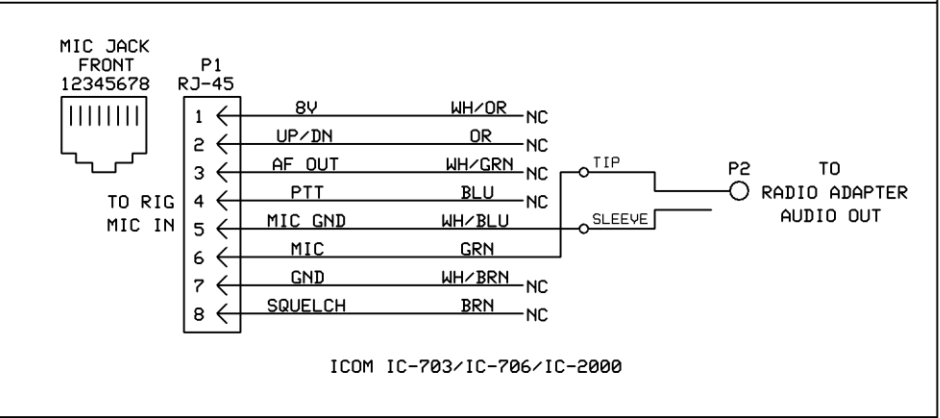 MIC JACK
FRONT
12345678
P1
RJ-45
1 8V WH/OR NC
2 UP/DN OR NC
3 AF OUT WH/GRN NC
4 PTT BLU NC
5 MIC GND WH/BLU
6 MIC GRN
7 GND WH/BRN NC
8 SQUELCH BRN NC
TO RIG
MIC IN
TIP
SLEEVE
P2
TO
RADIO ADAPTER
AUDIO OUT
ICOM IC-703/IC-706/IC-2000